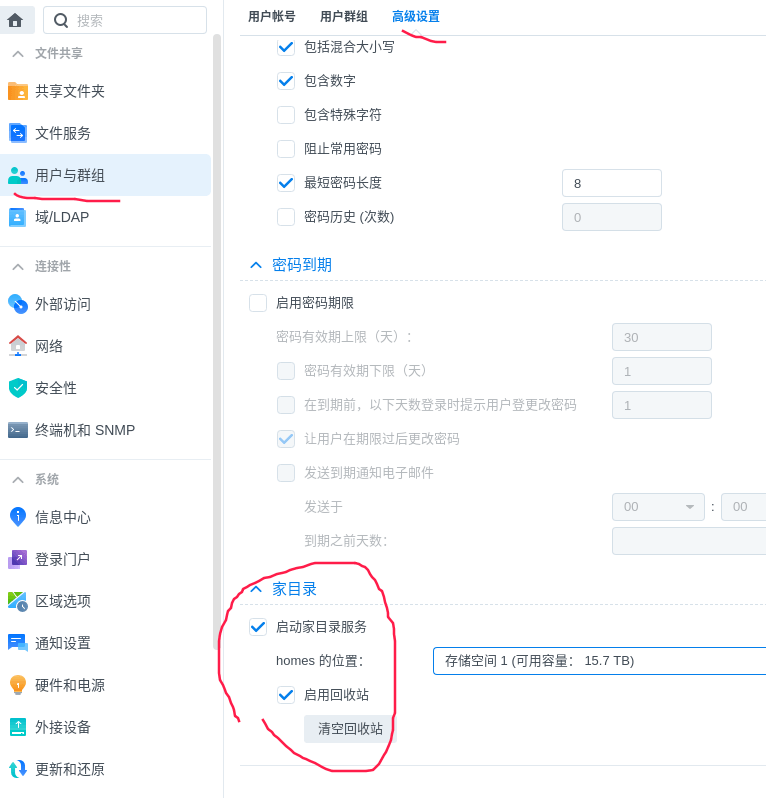 搜索
文件共享
共享文件夹
文件服务
用户与群组
域/LDAP
连接性
外部访问
网络
安全性
终端机和 SNMP
系统
信息中心
登录门户
区域选项
通知设置
硬件和电源
外接设备
更新和还原
用户帐号 用户群组 高级设置
包括混合大小写
包含数字
包含特殊字符
阻止常用密码
最短密码长度 8
密码历史 (次数) 0
密码到期
启用密码期限
密码有效期上限（天）： 30
密码有效期下限（天） 1
在到期前，以下天数登录时提示用户登更改密码 1
让用户在期限过后更改密码
发送到期通知电子邮件
发送于 00 : 00
到期之前天数：
家目录
启动家目录服务
homes 的位置： 存储空间 1 (可用容量： 15.7 TB)
启用回收站
清空回收站